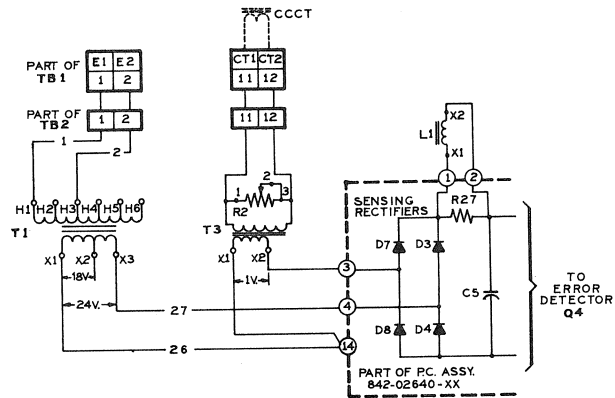 CCCT
E1 E2
CT1 CT2
PART OF
TB1
1 2
11 12
PART OF
TB2
1 2
11 12
1
2
X2
L1
X1
1 2
1 2 3
R2
H1 H2 H3 H4 H5 H6
T1
T3
SENSING
RECTIFIERS
R27
D7 D3
X1 X2 X3
X1 X2
18V.
1V.
3
24V.
27
4
C5
TO
ERROR
DETECTOR
Q4
D8 D4
26
14
PART OF P.C. ASSY.
842-02640-XX